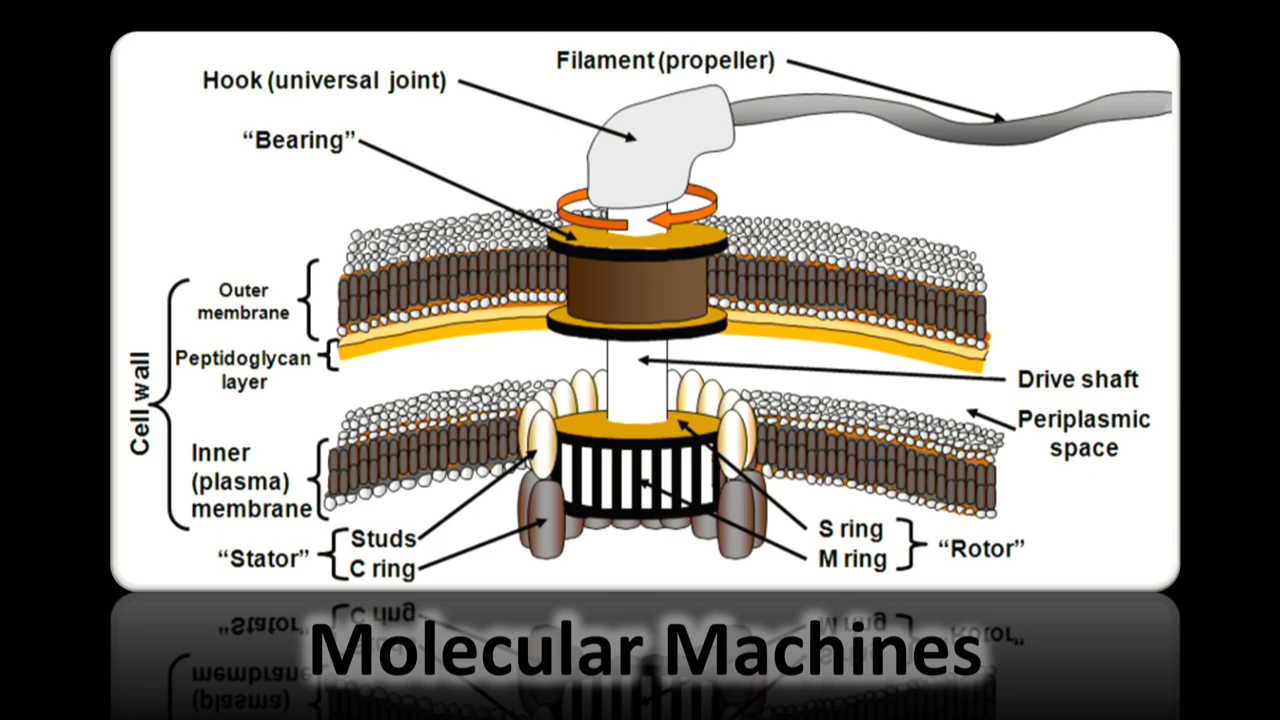 Filament (propeller)
Hook (universal joint)
“Bearing”
Outer
membrane
Peptidoglycan
layer
Cell wall
Drive shaft
Periplasmic
space
Inner
(plasma)
membrane
“Stator”
Studs
C ring
S ring
M ring
“Rotor”
Molecular Machines